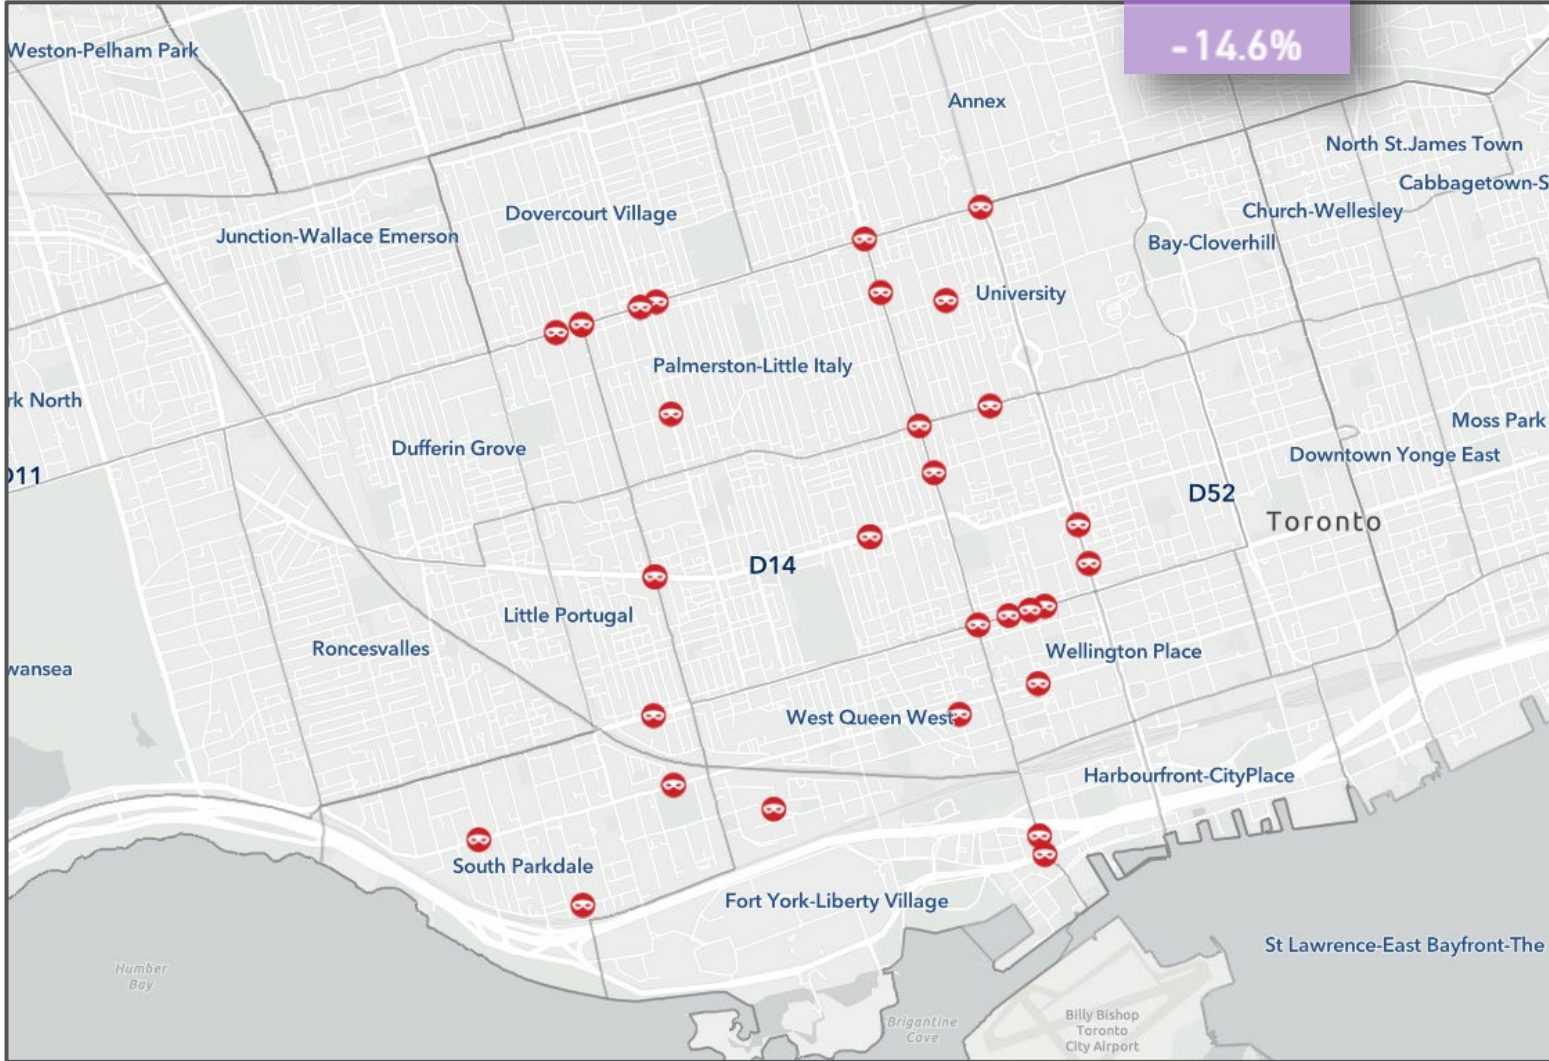 -14.6%
Weston-Pelham Park
Annex
North St.James Town
Cabbagetown-S
Dovercourt Village
Church-Wellesley
Junction-Wallace Emerson
Bay-Cloverhill
University
Palmerston-Little Italy
rk North
Moss Park
Dufferin Grove
Downtown Yonge East
D11
D52
Toronto
D14
Little Portugal
Roncesvalles
Wellington Place
wansea
West Queen West
Harbourfront-CityPlace
South Parkdale
Fort York-Liberty Village
St Lawrence-East Bayfront-The
Humber
Bay
Billy Bishop
Toronto
City Airport
Brigantine
Cove